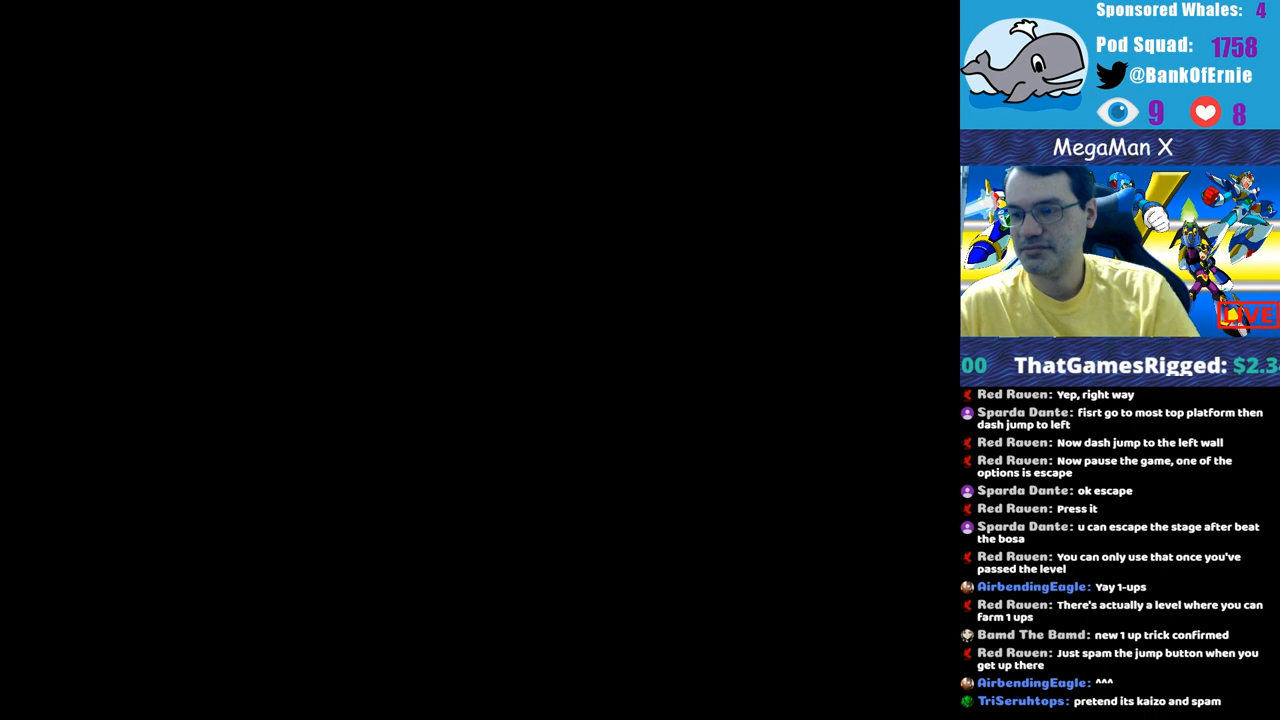 Sponsored Whales: 4
Pod Squad: 1758
@BankOfErnie
9 8
MegaMan X
LIVE
00 ThatGamesRigged: $2.3
Red Raven: Yep, right way
Sparda Dante: fisrt go to most top platform then
dash jump to left
Red Raven: Now dash jump to the left wall
Red Raven: Now pause the game, one of the
options is escape
Sparda Dante: ok escape
Red Raven: Press it
Sparda Dante: u can escape the stage after beat
the bosa
Red Raven: You can only use that once you've
passed the level
AirbendingEagle: Yay 1-ups
Red Raven: There's actually a level where you can
farm 1 ups
Bamd The Bamd: new 1 up trick confirmed
Red Raven: Just spam the jump button when you
get up there
AirbendingEagle: ^^^
TriSeruhtops: pretend its kaizo and spam